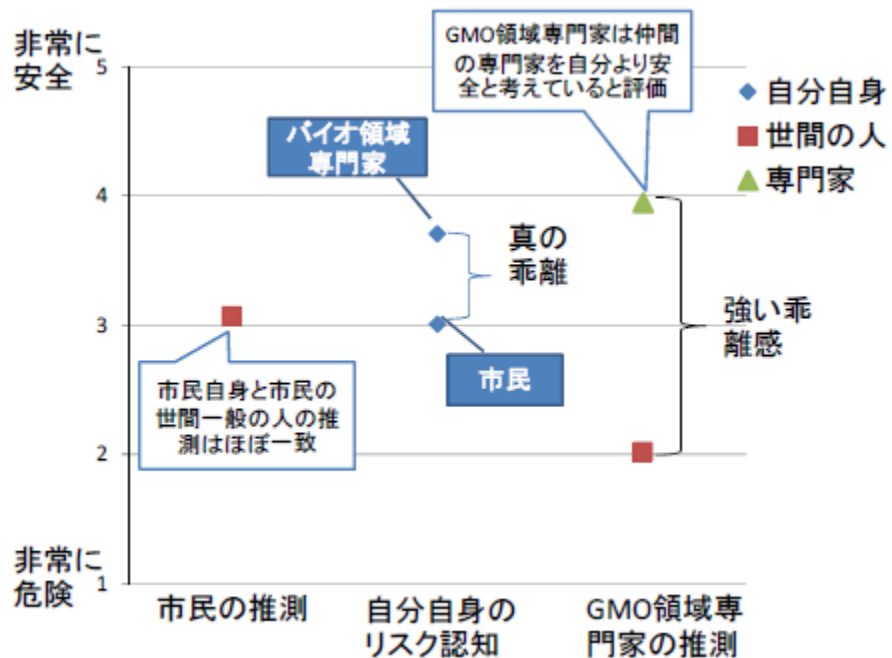 非常に
安全
5
4
3
2
1
非常に
危険
GMO領域専門家は仲間
の専門家を自分より安
全と考えていると評価
自分自身
世間の人
専門家
バイオ領域
専門家
真の
乖離
強い乖
離感
市民
市民自身と市民の
世間一般の人の推
測はほぼ一致
市民の推測
自分自身の
リスク認知
GMO領域専
門家の推測